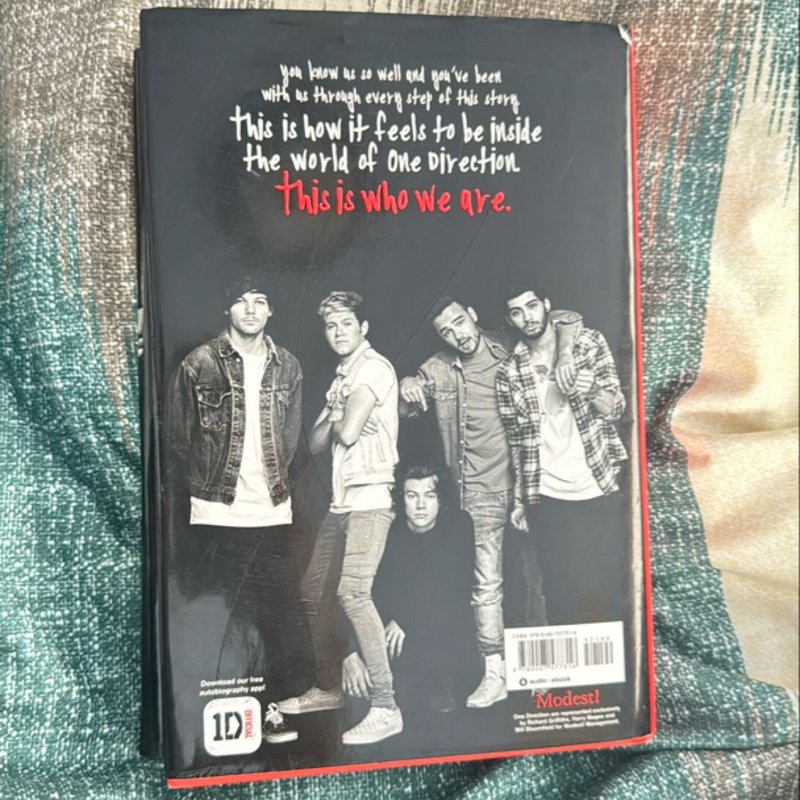 you know us so well and you've been
with us through every step of this story
This is how it feels to be inside
the world of One Direction
this is who we are.
Download our free
autobiography app!
1D OFFICIAL
audio · ebook
Modest!
One Direction are represented exclusively
by Richard Griffiths, Harry Magee and
Will Bloomfield for Modest! Management.